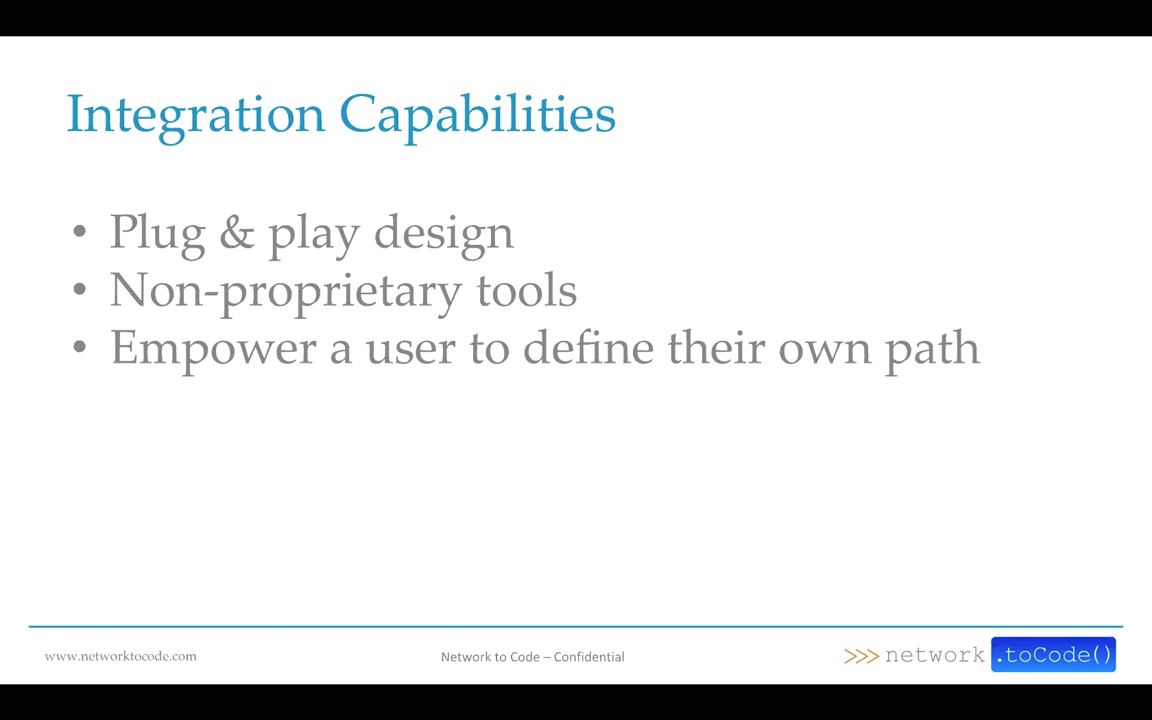 Integration Capabilities
• Plug & play design
• Non-proprietary tools
• Empower a user to define their own path
www.networktocode.com
Network to Code – Confidential
>>> network .toCode()